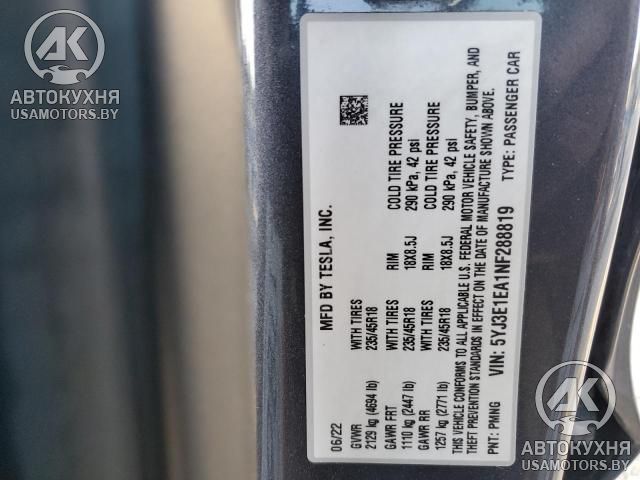 АК
АВТОКУХНЯ
USAMOTORS.BY
MFD BY TESLA, INC.
06/22
GVWR
2129 kg (4694 lb)
GAWR FRT WITH TIRES RIM COLD TIRE PRESSURE
1110 kg (2447 lb) 235/45R18 18X8.5J 290 kPa, 42 psi
GAWR RR WITH TIRES RIM COLD TIRE PRESSURE
1257 kg (2771 lb) 235/45R18 18X8.5J 290 kPa, 42 psi
THIS VEHICLE CONFORMS TO ALL APPLICABLE U.S. FEDERAL MOTOR VEHICLE SAFETY, BUMPER, AND
THEFT PREVENTION STANDARDS IN EFFECT ON THE DATE OF MANUFACTURE SHOWN ABOVE.
PNT: PMNG VIN: 5YJ3E1EA1NF288819 TYPE: PASSENGER CAR
АК
АВТОКУХНЯ
USAMOTORS.BY